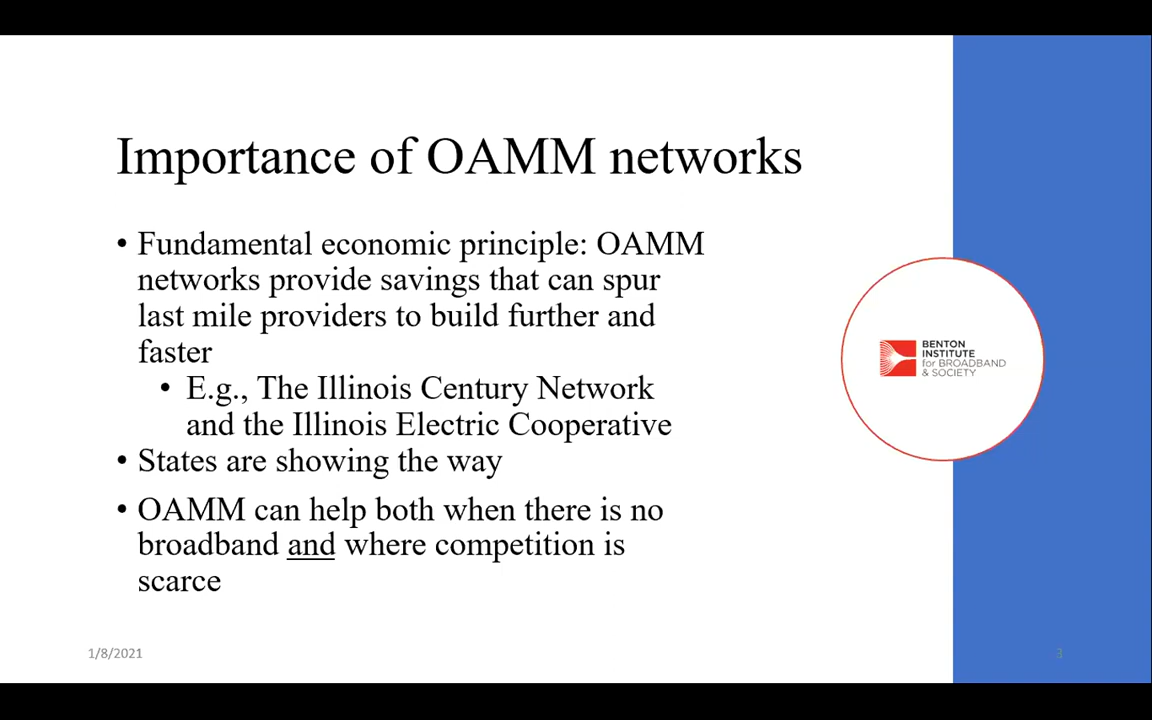 Importance of OAMM networks
• Fundamental economic principle: OAMM
networks provide savings that can spur
last mile providers to build further and
faster
• E.g., The Illinois Century Network
and the Illinois Electric Cooperative
• States are showing the way
• OAMM can help both when there is no
broadband and where competition is
scarce
BENTON
INSTITUTE
for BROADBAND
& SOCIETY
1/8/2021
3